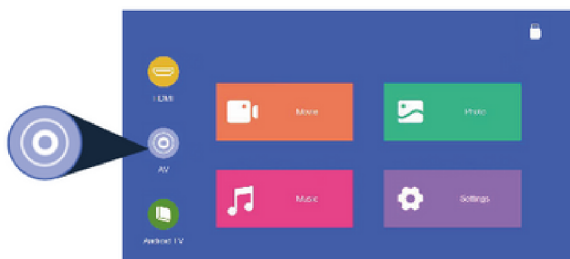 HDMI
Movie
Photo
AV
Music
Settings
Android TV